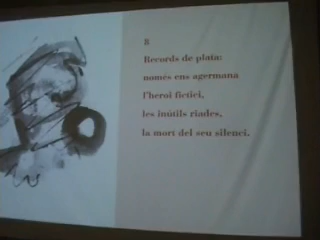 8
Records de plata:
només ens agermana
l'heroi fictici,
les inútils riades,
la mort del seu silenci.